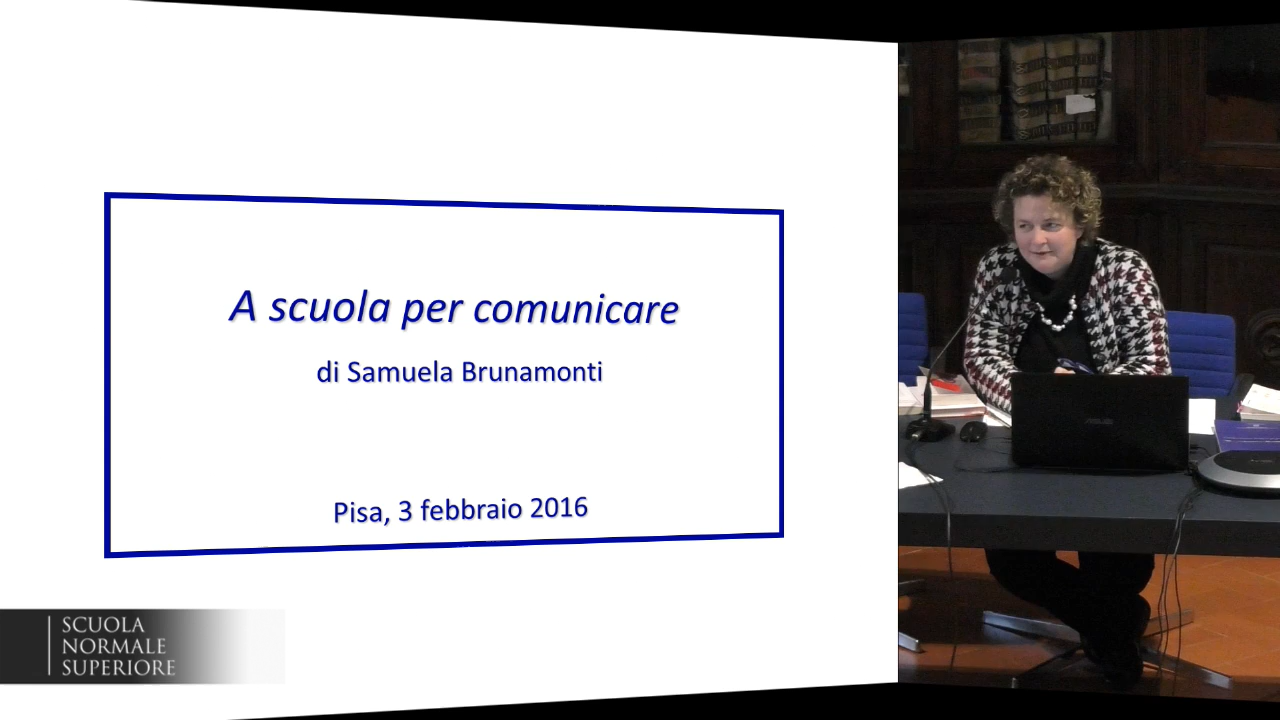 A scuola per comunicare
di Samuela Brunamonti
Pisa, 3 febbraio 2016
SCUOLA
NORMALE
SUPERIORE